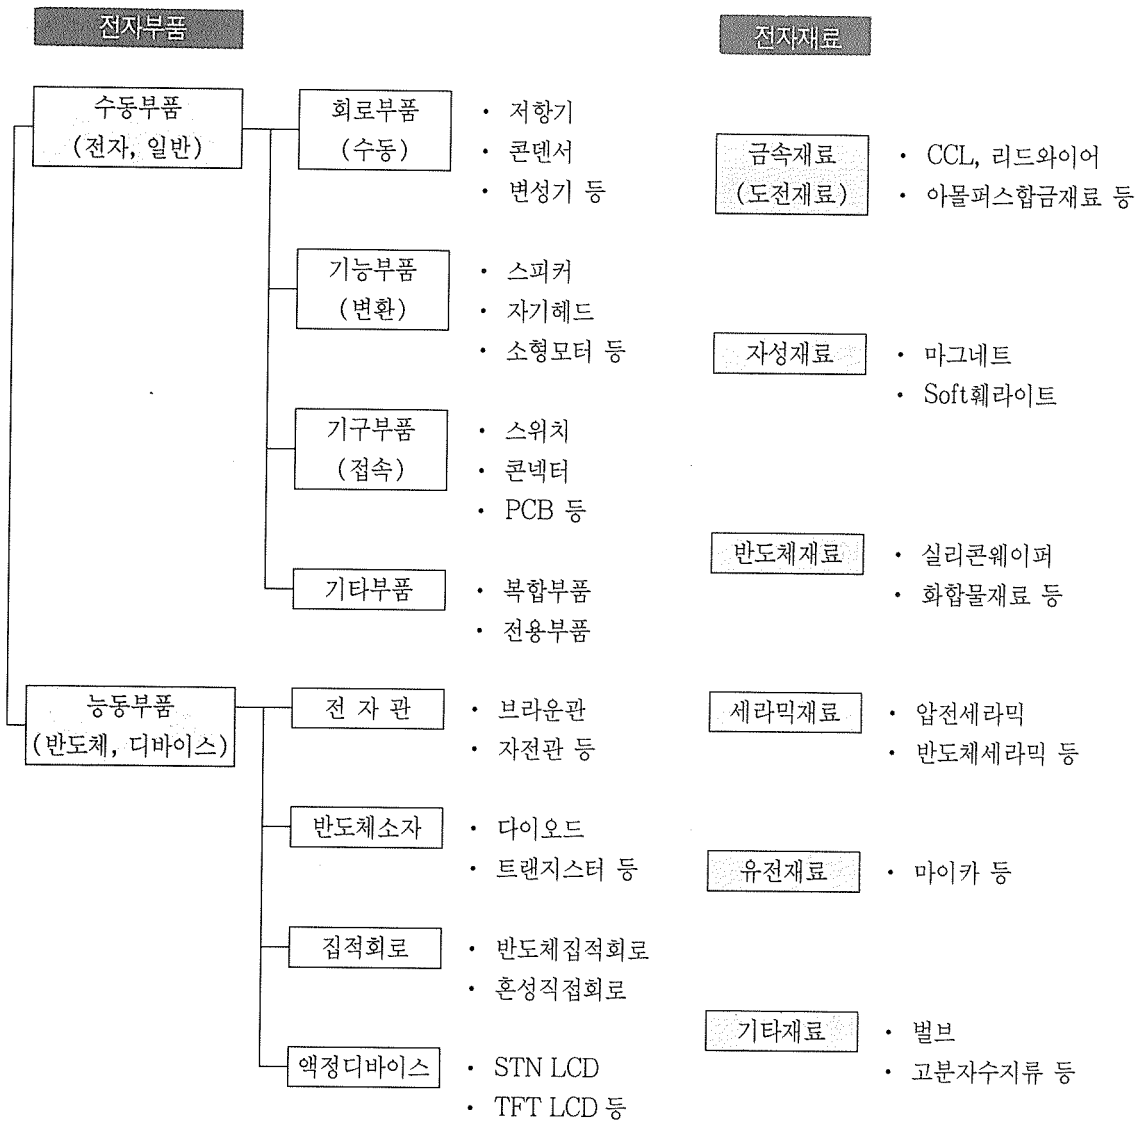 전자부품
수동부품
(전자, 일반)
회로부품
(수동)
· 저항기
· 콘덴서
· 변성기 등
기능부품
(변환)
· 스피커
· 자기헤드
· 소형모터 등
기구부품
(접속)
· 스위치
· 콘넥터
· PCB 등
기타부품
· 복합부품
· 전용부품
능동부품
(반도체, 디바이스)
전 자 관
· 브라운관
· 자전관 등
반도체소자
· 다이오드
· 트랜지스터 등
집적회로
· 반도체집적회로
· 혼성직접회로
액정디바이스
· STN LCD
· TFT LCD 등
전자재료
금속재료
(도전재료)
· CCL, 리드와이어
· 아몰퍼스합금재료 등
자성재료
· 마그네트
· Soft훼라이트
반도체재료
· 실리콘웨이퍼
· 화합물재료 등
세라믹재료
· 압전세라믹
· 반도체세라믹 등
유전재료
· 마이카 등
기타재료
· 벌브
· 고분자수지류 등